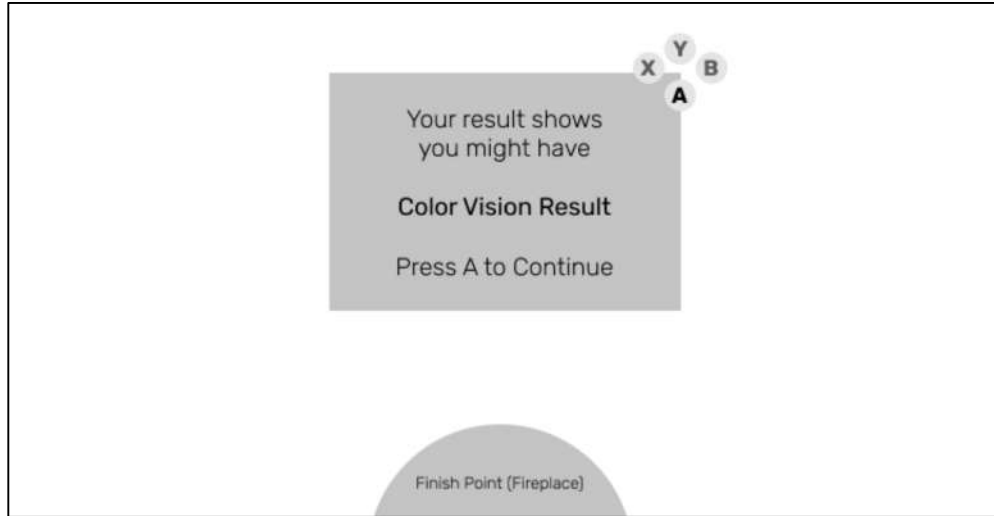 Y
X B
A
Your result shows
you might have
Color Vision Result
Press A to Continue
Finish Point (Fireplace)